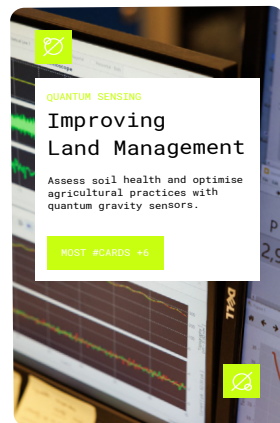 QUANTUM SENSING
Improving
Land Management
Assess soil health and optimise
agricultural practices with
quantum gravity sensors.
MOST #CARDS +6
DELL